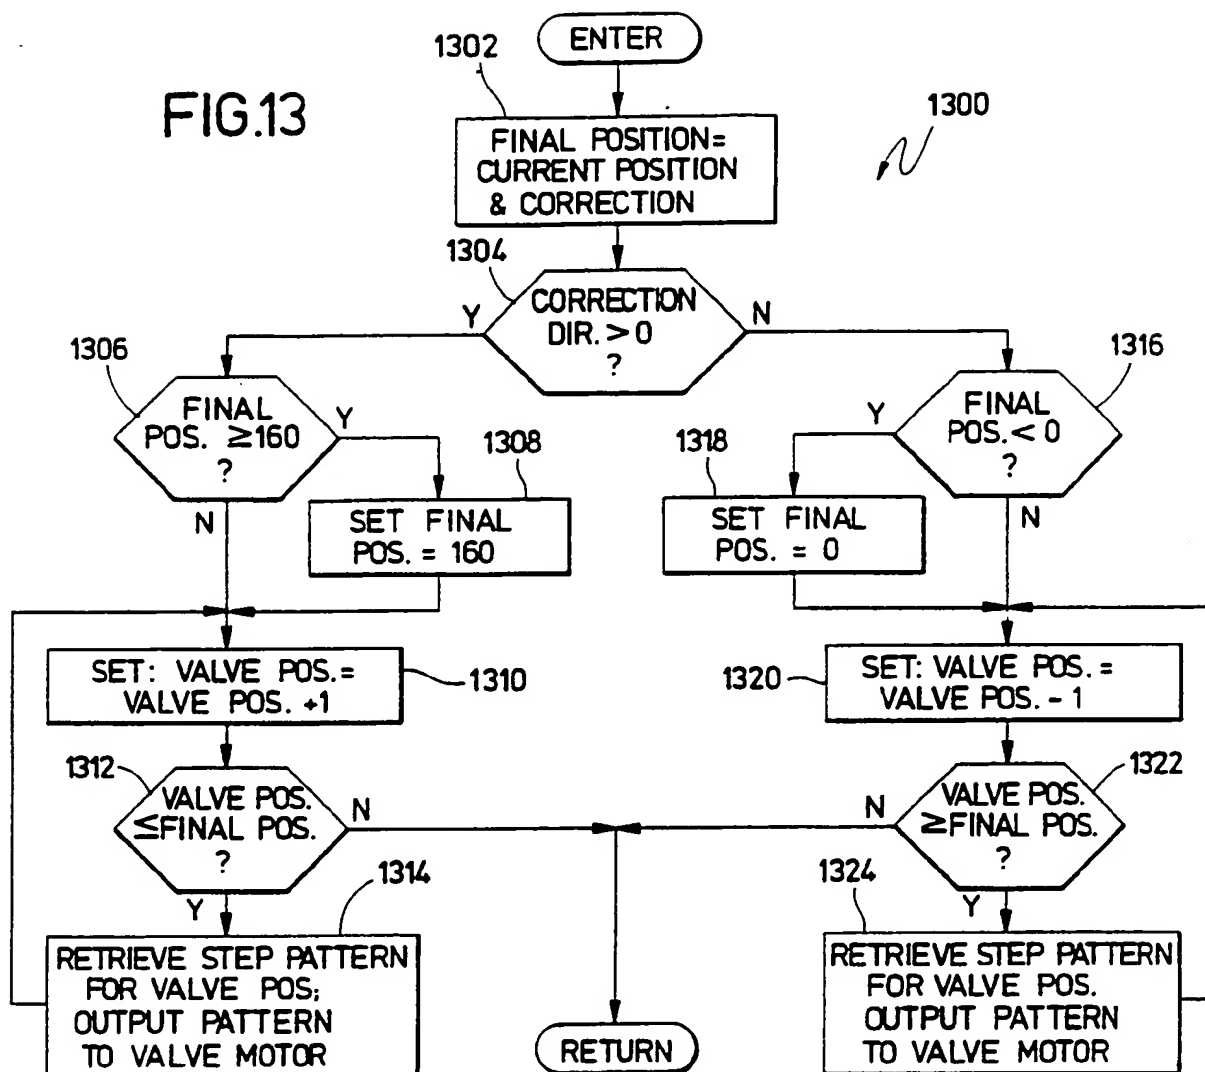 ENTER
1302
FIG.13
1300
FINAL POSITION=
CURRENT POSITION
& CORRECTION
1304
CORRECTION
DIR. > 0
?
Y
N
1306
FINAL
POS. ≥160
?
Y
N
1308
SET FINAL
POS. = 160
1316
FINAL
POS. < 0
?
Y
N
1318
SET FINAL
POS. = 0
SET: VALVE POS.=
VALVE POS. +1
1310
1320
SET: VALVE POS. =
VALVE POS. - 1
1312
VALVE POS.
≤FINAL POS.
?
N
Y
1322
VALVE POS.
≥FINAL POS.
?
N
Y
1314
RETRIEVE STEP PATTERN
FOR VALVE POS;
OUTPUT PATTERN
TO VALVE MOTOR
1324
RETRIEVE STEP PATTERN
FOR VALVE POS.
OUTPUT PATTERN
TO VALVE MOTOR
RETURN